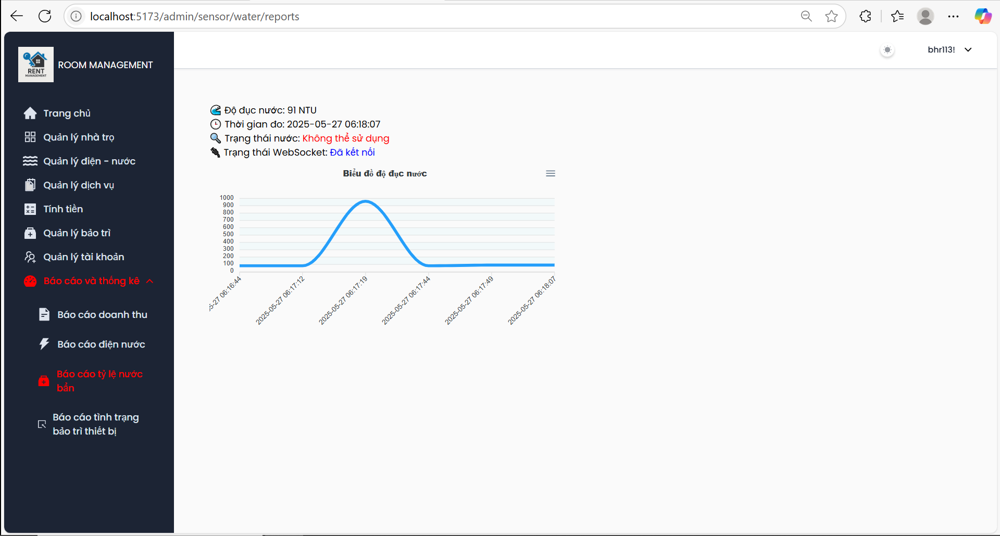 localhost:5173/admin/sensor/water/reports
RENT
MANAGEMENT
ROOM MANAGEMENT
bhr113!
Trang chủ
Quản lý nhà trọ
Quản lý điện - nước
Quản lý dịch vụ
Tính tiền
Quản lý bảo trì
Quản lý tài khoản
Báo cáo và thống kê
Báo cáo doanh thu
Báo cáo điện nước
Báo cáo tỷ lệ nước
bẩn
Báo cáo tình trạng
bảo trì thiết bị
Độ đục nước: 91 NTU
Thời gian đo: 2025-05-27 06:18:07
Trạng thái nước: Không thể sử dụng
Trạng thái WebSocket: Đã kết nối
Biểu đồ độ đục nước
1000
900
800
700
600
500
400
300
200
100
0
5-27 06:16:44
2025-05-27 06:17:12
2025-05-27 06:17:19
2025-05-27 06:17:44
2025-05-27 06:17:49
2025-05-27 06:18:07